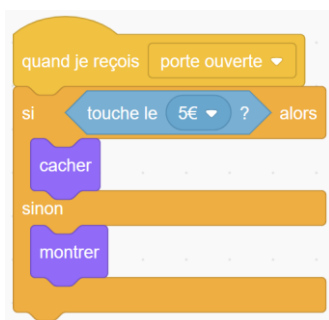 quand je reçois porte ouverte
si touche le 5€ ? alors
cacher
sinon
montrer